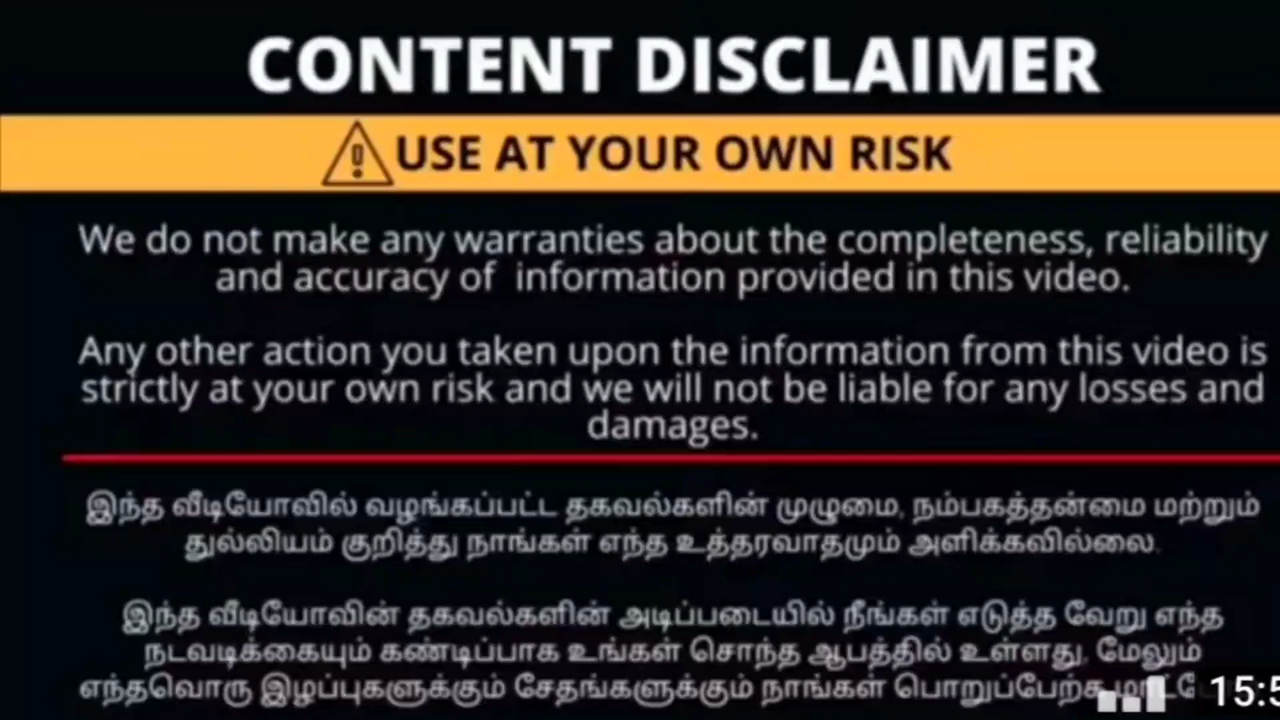 CONTENT DISCLAIMER
USE AT YOUR OWN RISK
We do not make any warranties about the completeness, reliability
and accuracy of information provided in this video.
Any other action you taken upon the information from this video is
strictly at your own risk and we will not be liable for any losses and
damages.
இந்த வீடியோவில் வழங்கப்பட்ட தகவல்களின் முழுமை, நம்பகத்தன்மை மற்றும்
துல்லியம் குறித்து நாங்கள் எந்த உத்தரவாதமும் அளிக்கவில்லை.
இந்த வீடியோவின் தகவல்களின் அடிப்படையில் நீங்கள் எடுத்த வேறு எந்த
நடவடிக்கையும் கண்டிப்பாக உங்கள் சொந்த ஆபத்தில் உள்ளது, மேலும்
எந்தவொரு இழப்புகளுக்கும் சேதங்களுக்கும் நாங்கள்